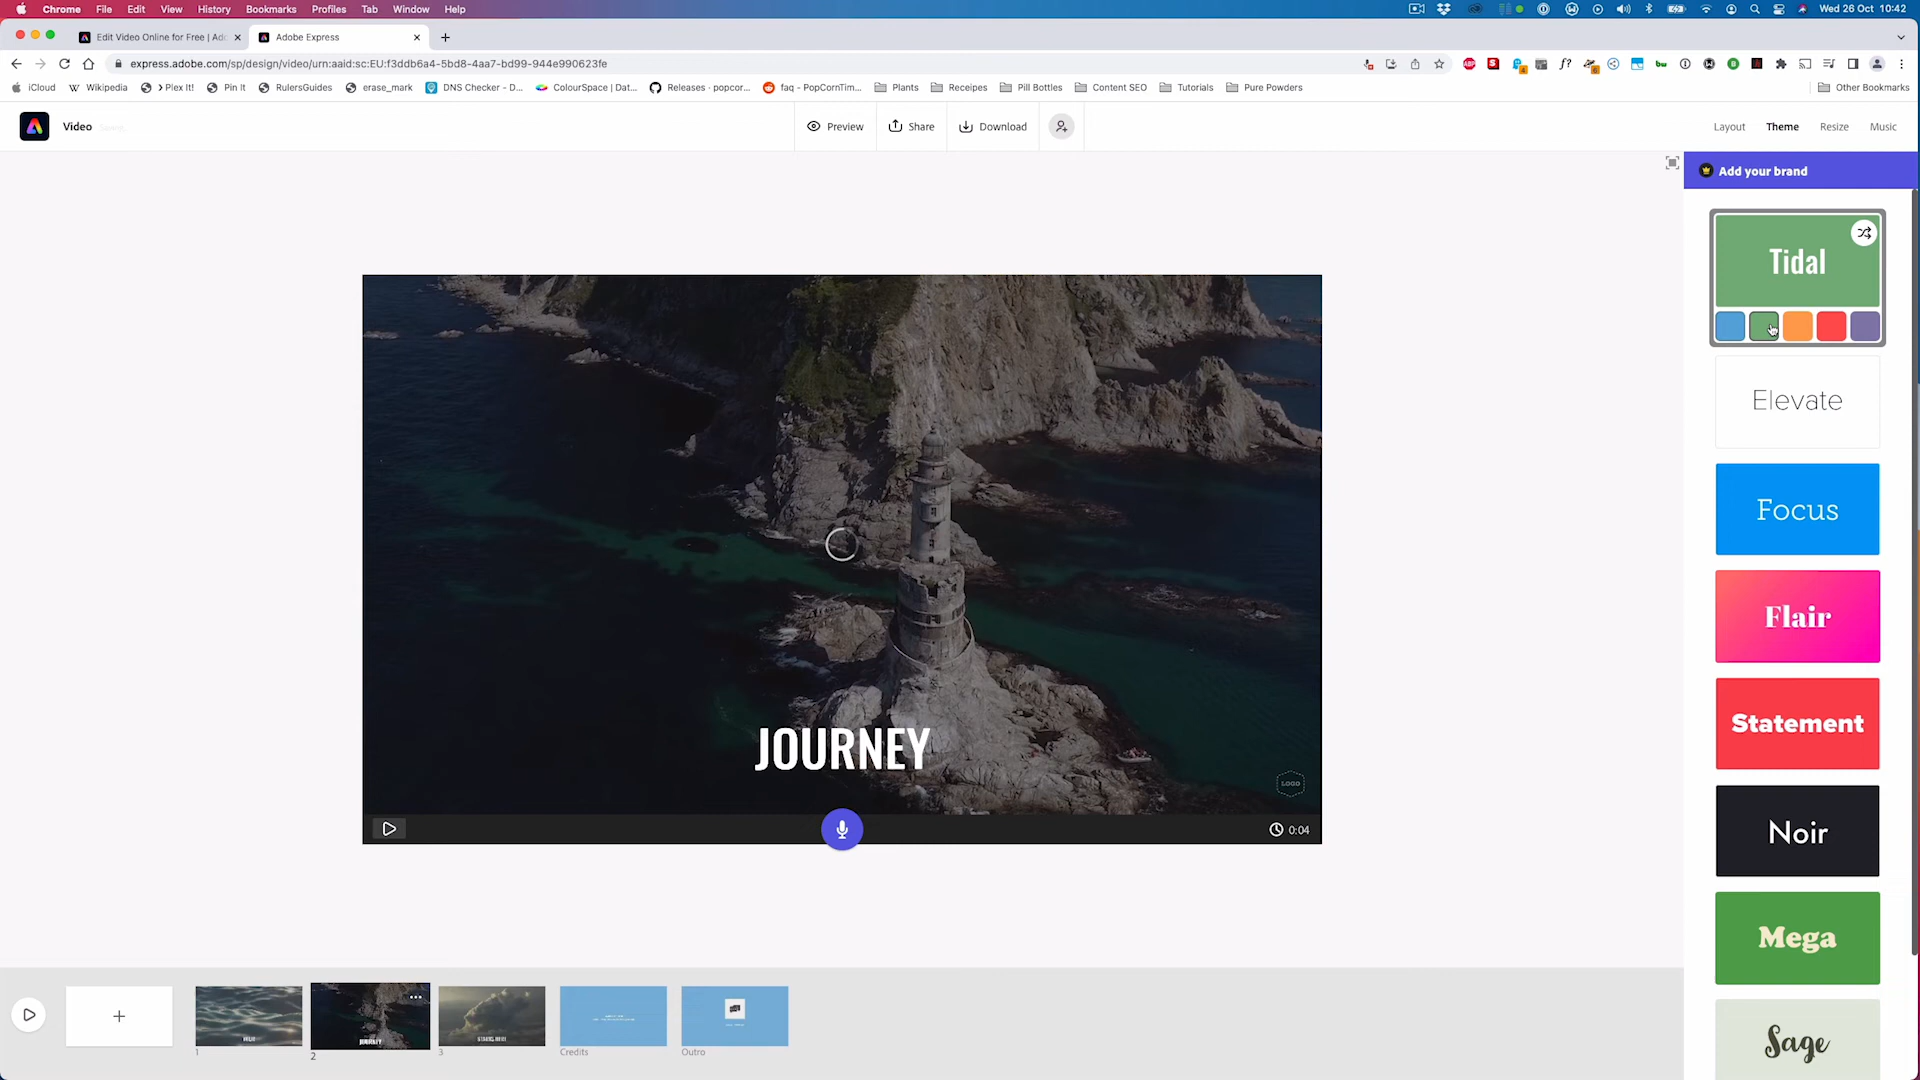 Chrome File Edit View History Bookmarks Profiles Tab Window Help
Wed 26 Oct 10:42
Edit Video Online for Free | Ado
Adobe Express
express.adobe.com/sp/design/video/urn:aaid:sc:EU:f3ddb6a4-5bd8-4aa7-bd99-944e990623fe
iCloud Wikipedia > Plex It! Pin It RulersGuides erase_mark DNS Checker - D... ColourSpace | Dat... Releases · popcor... faq - PopCornTim... Plants Receipes Pill Bottles Content SEO Tutorials Pure Powders Other Bookmarks
Video
Preview Share Download
Layout Theme Resize Music
Add your brand
Tidal
Elevate
Focus
Flair
Statement
Noir
Mega
Sage
JOURNEY
LOGO
0:04
JOURNEY
1
2
3
Credits
Outro